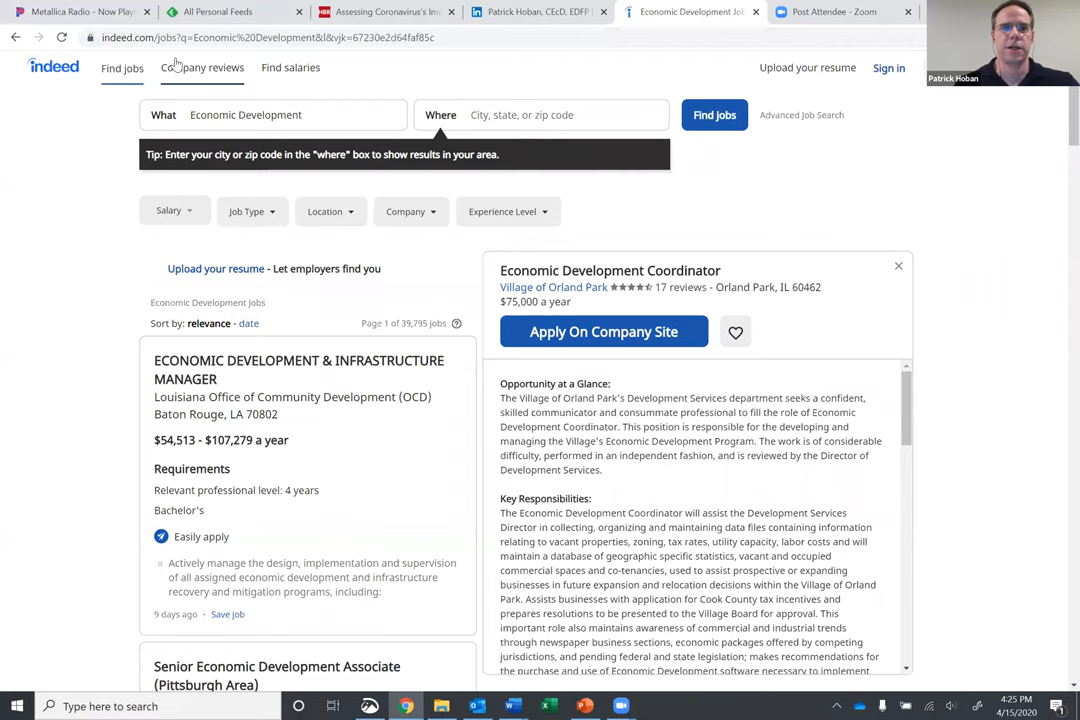 Metallica Radio - Now Play
All Personal Feeds
HBR
Assessing Coronavirus's Im
in
Patrick Hoban, CEcD, EDFP
Economic Development Jo
Post Attendee - Zoom
indeed.com/jobs?q=Economic%20Development&l&vjk=67230e2d64faf85c
Patrick Hoban
indeed
Find jobs
Company reviews
Find salaries
Upload your resume
Sign in
What
Economic Development
Where
City, state, or zip code
Find Jobs
Advanced Job Search
Tip: Enter your city or zip code in the "where" box to show results in your area.
Salary
Job Type
Location
Company
Experience Level
Upload your resume - Let employers find you
Economic Development jobs
Sort by: relevance - date
Page 1 of 39,795 jobs
ECONOMIC DEVELOPMENT & INFRASTRUCTURE
MANAGER
Louisiana Office of Community Development (OCD)
Baton Rouge, LA 70802
$54,513 - $107,279 a year
Requirements
Relevant professional level: 4 years
Bachelor's
Easily apply
Actively manage the design, implementation and supervision
of all assigned economic development and infrastructure
recovery and mitigation programs, including:
9 days ago · Save job
Senior Economic Development Associate
(Pittsburgh Area)
Economic Development Coordinator
Village of Orland Park 17 reviews - Orland Park, IL 60462
$75,000 a year
Apply On Company Site
Opportunity at a Glance:
The Village of Orland Park's Development Services department seeks a confident,
skilled communicator and consummate professional to fill the role of Economic
Development Coordinator. This position is responsible for the developing and
managing the Village's Economic Development Program. The work is of considerable
difficulty, performed in an independent fashion, and is reviewed by the Director of
Development Services.
Key Responsibilities:
The Economic Development Coordinator will assist the Development Services
Director in collecting, organizing and maintaining data files containing information
relating to vacant properties, zoning, tax rates, utility capacity, labor costs and will
maintain a database of geographic specific statistics, vacant and occupied
commercial spaces and co-tenancies, used to assist prospective or expanding
businesses in future expansion and relocation decisions within the Village of Orland
Park. Assists businesses with application for Cook County tax incentives and
prepares resolutions to be presented to the Village Board for approval. This
important role also maintains awareness of commercial and industrial trends
through newspaper business sections, economic packages offered by competing
jurisdictions, and pending federal and state legislation; makes recommendations for
the purchase and use of Economic Development software necessary to implement
Type here to search
4:25 PM
4/15/2020